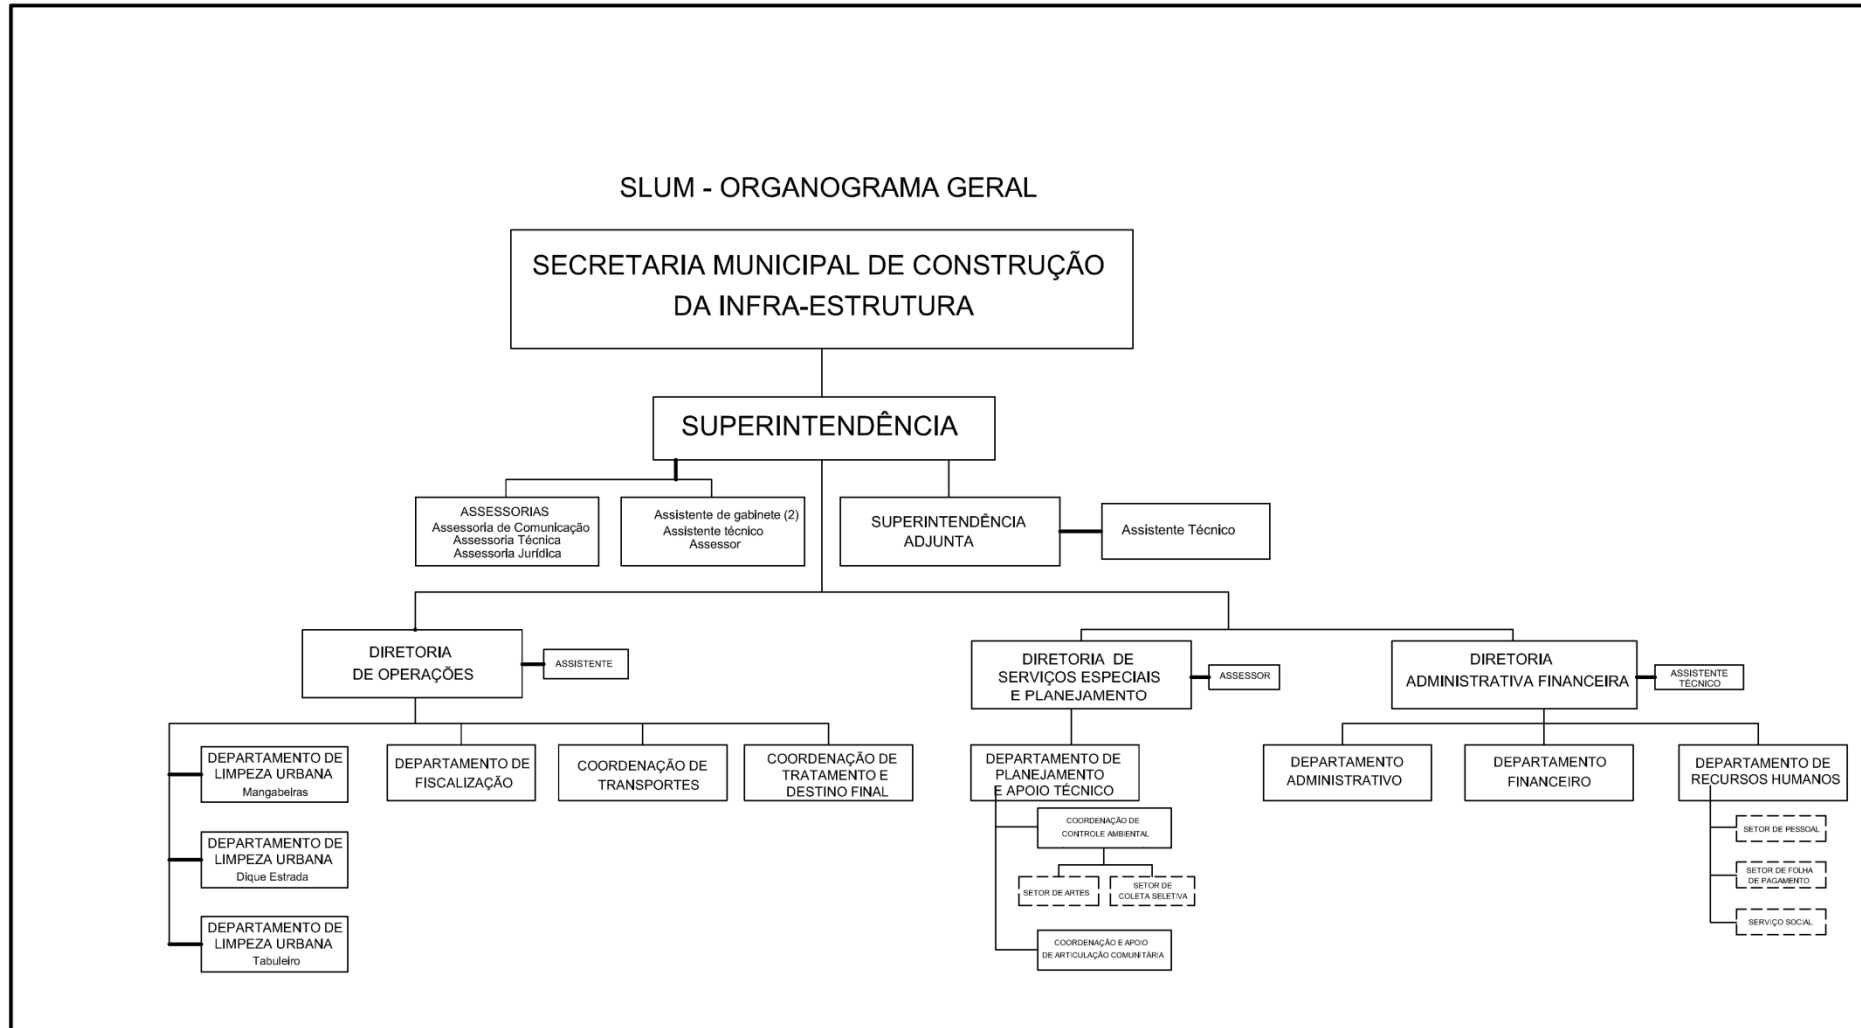 SLUM - ORGANOGRAMA GERAL
SECRETARIA MUNICIPAL DE CONSTRUÇÃO
DA INFRA-ESTRUTURA
SUPERINTENDÊNCIA
ASSESSORIAS
Assessoria de Comunicação
Assessoria Técnica
Assessoria Jurídica
Assistente de gabinete (2)
Assistente técnico
Assessor
SUPERINTENDÊNCIA
ADJUNTA
Assistente Técnico
DIRETORIA
DE OPERAÇÕES
ASSISTENTE
DIRETORIA DE
SERVIÇOS ESPECIAIS
E PLANEJAMENTO
ASSESSOR
DIRETORIA
ADMINISTRATIVA FINANCEIRA
ASSISTENTE
TÉCNICO
DEPARTAMENTO DE
LIMPEZA URBANA
Mangabeiras
DEPARTAMENTO DE
FISCALIZAÇÃO
COORDENAÇÃO DE
TRANSPORTES
COORDENAÇÃO DE
TRATAMENTO E
DESTINO FINAL
DEPARTAMENTO DE
PLANEJAMENTO
E APOIO TÉCNICO
DEPARTAMENTO
ADMINISTRATIVO
DEPARTAMENTO
FINANCEIRO
DEPARTAMENTO DE
RECURSOS HUMANOS
DEPARTAMENTO DE
LIMPEZA URBANA
Dique Estrada
DEPARTAMENTO DE
LIMPEZA URBANA
Tabuleiro
COORDENAÇÃO DE
CONTROLE AMBIENTAL
SETOR DE ARTES
SETOR DE
COLETA SELETIVA
COORDENAÇÃO E APOIO
DE ARTICULAÇÃO COMUNITÁRIA
SETOR DE PESSOAL
SETOR DE FOLHA
DE PAGAMENTO
SERVIÇO SOCIAL